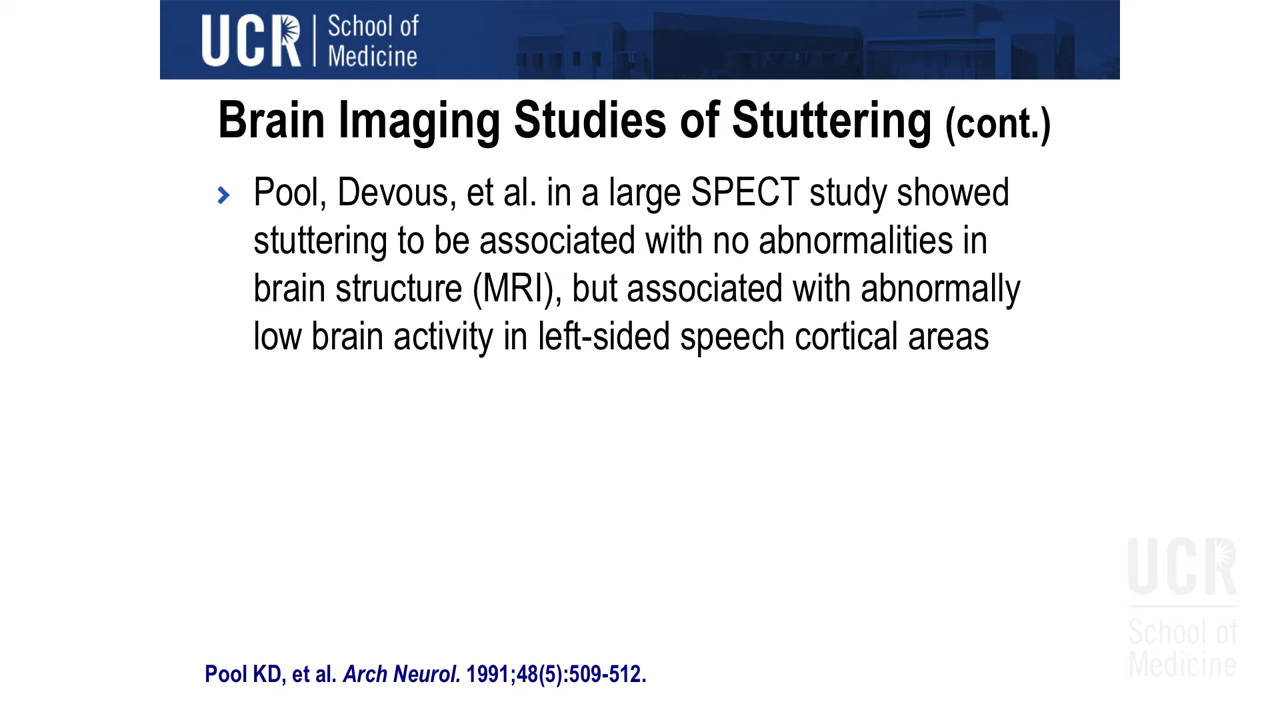 UCR School of
Medicine
Brain Imaging Studies of Stuttering (cont.)
› Pool, Devous, et al. in a large SPECT study showed
stuttering to be associated with no abnormalities in
brain structure (MRI), but associated with abnormally
low brain activity in left-sided speech cortical areas
UCR
School of
Medicine
Pool KD, et al. Arch Neurol. 1991;48(5):509-512.